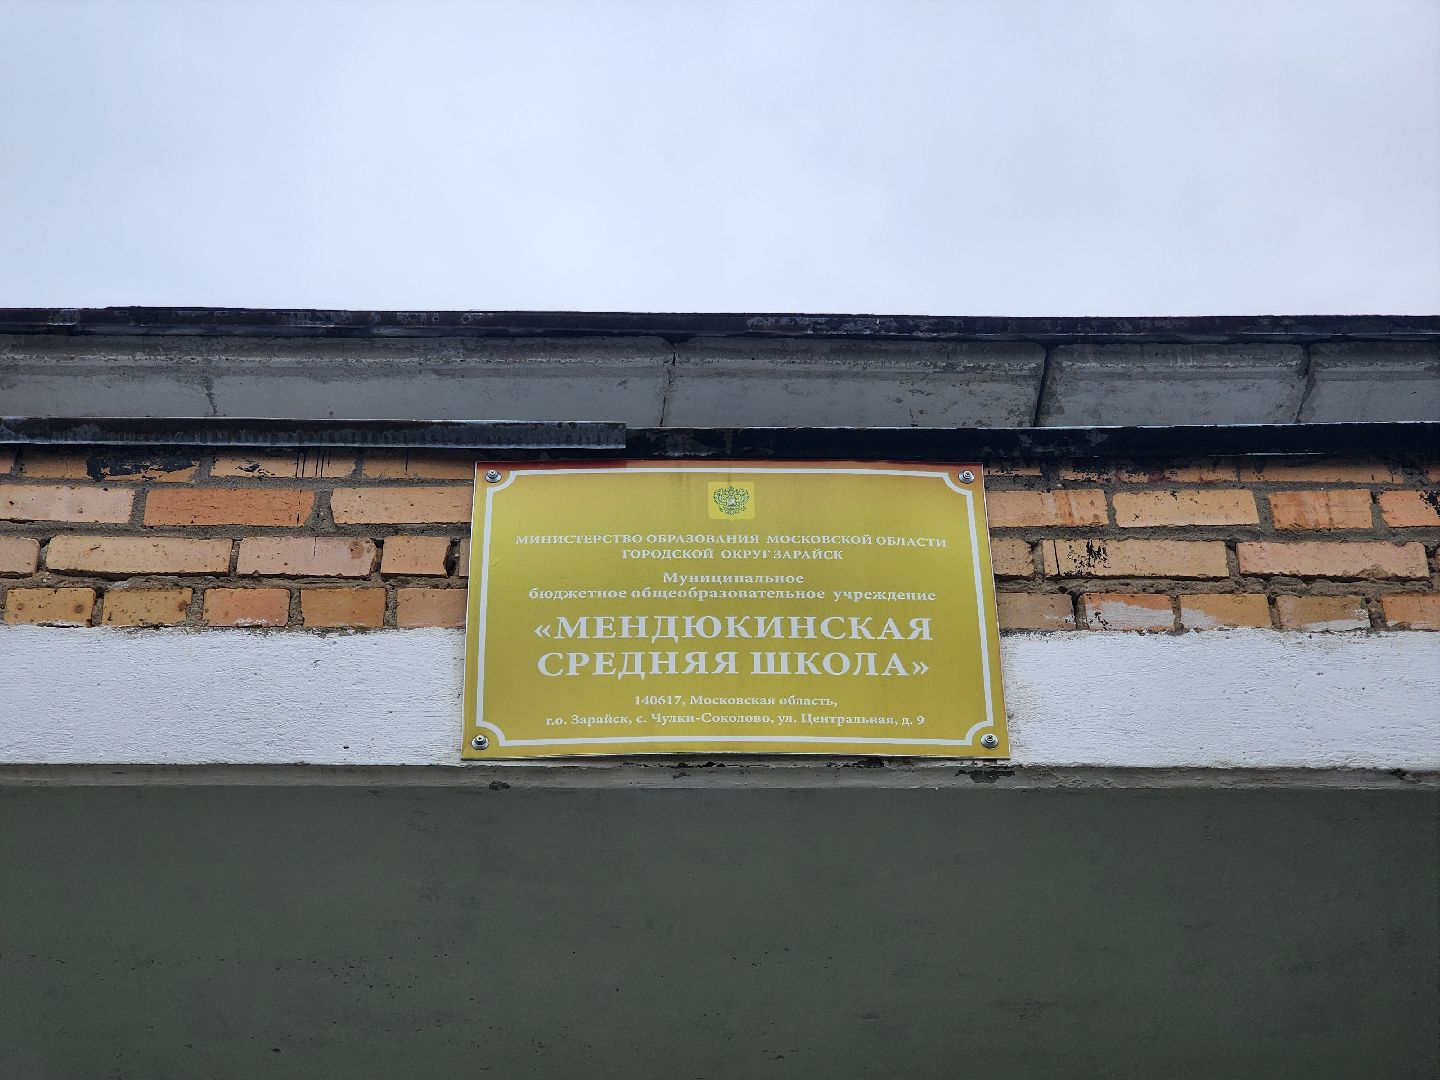 МИНИСТЕРСТВО ОБРАЗОВАНИЯ МОСКОВСКОЙ ОБЛАСТИ
ГОРОДСКОЙ ОКРУГ ЗАРАЙСК
Муниципальное
бюджетное общеобразовательное учреждение
«МЕНДЮКИНСКАЯ
СРЕДНЯЯ ШКОЛА»
140617, Московская область,
г.о. Зарайск, с. Чулки-Соколово, ул. Центральная, д. 9